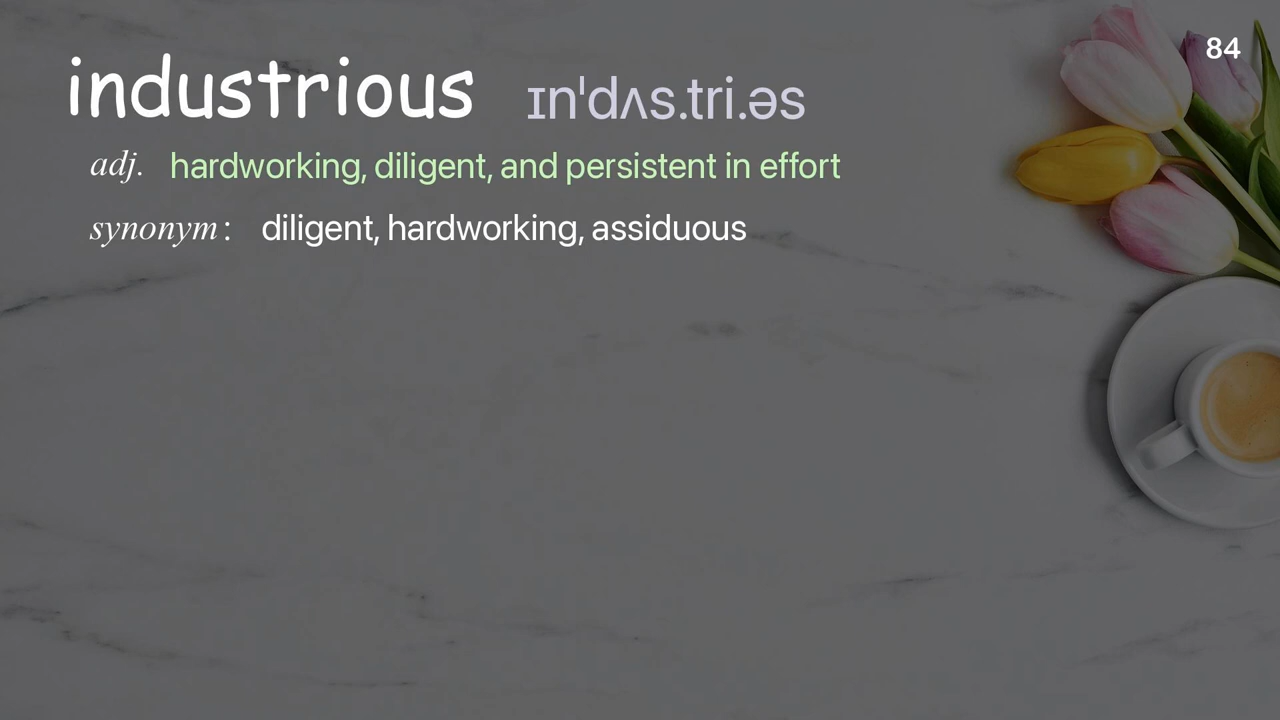 84
industrious ɪnˈdʌs.tri.əs
adj. hardworking, diligent, and persistent in effort
synonym: diligent, hardworking, assiduous